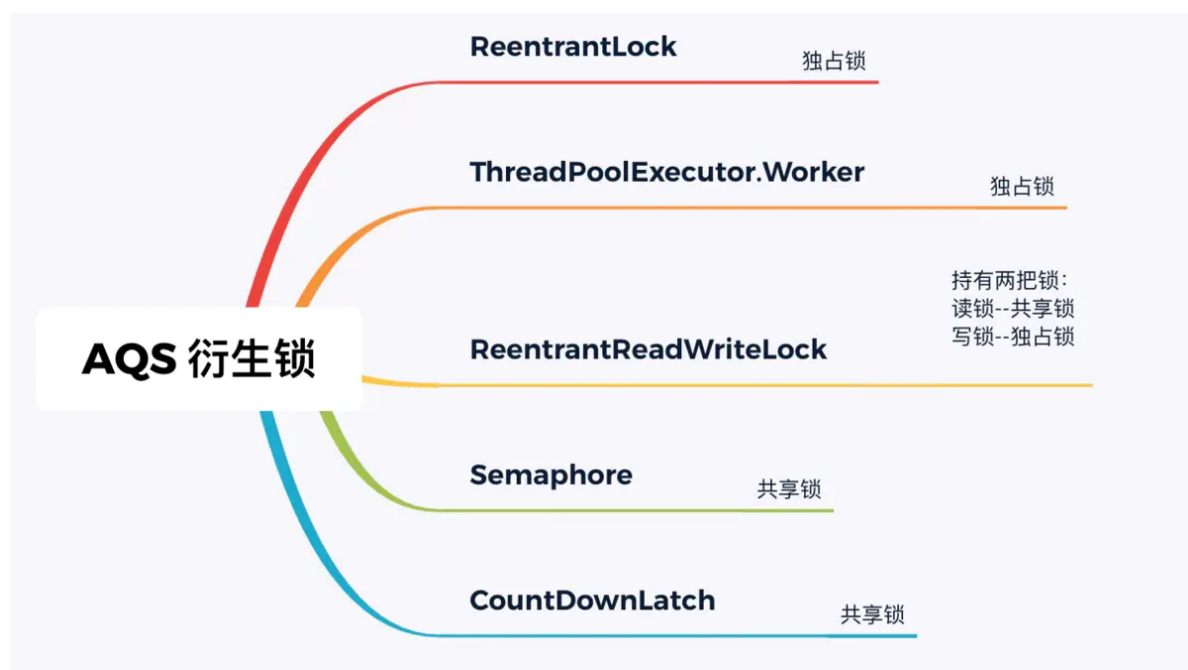 ReentrantLock
独占锁
ThreadPoolExecutor.Worker
独占锁
持有两把锁：
读锁--共享锁
写锁--独占锁
ReentrantReadWriteLock
AQS 衍生锁
Semaphore
共享锁
CountDownLatch
共享锁